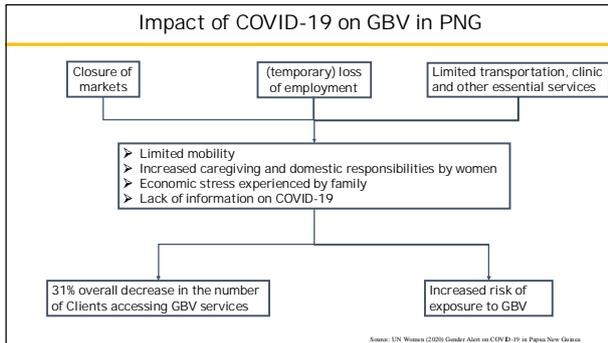 Impact of COVID-19 on GBV in PNG
Closure of
markets
(temporary) loss
of employment
Limited transportation, clinic
and other essential services
➢ Limited mobility
➢ Increased caregiving and domestic responsibilities by women
➢ Economic stress experienced by family
➢ Lack of information on COVID-19
31% overall decrease in the number
of Clients accessing GBV services
Increased risk of
exposure to GBV
Source: UN Women (2020) Gender Alert on COVID-19 in Papua New Guinea